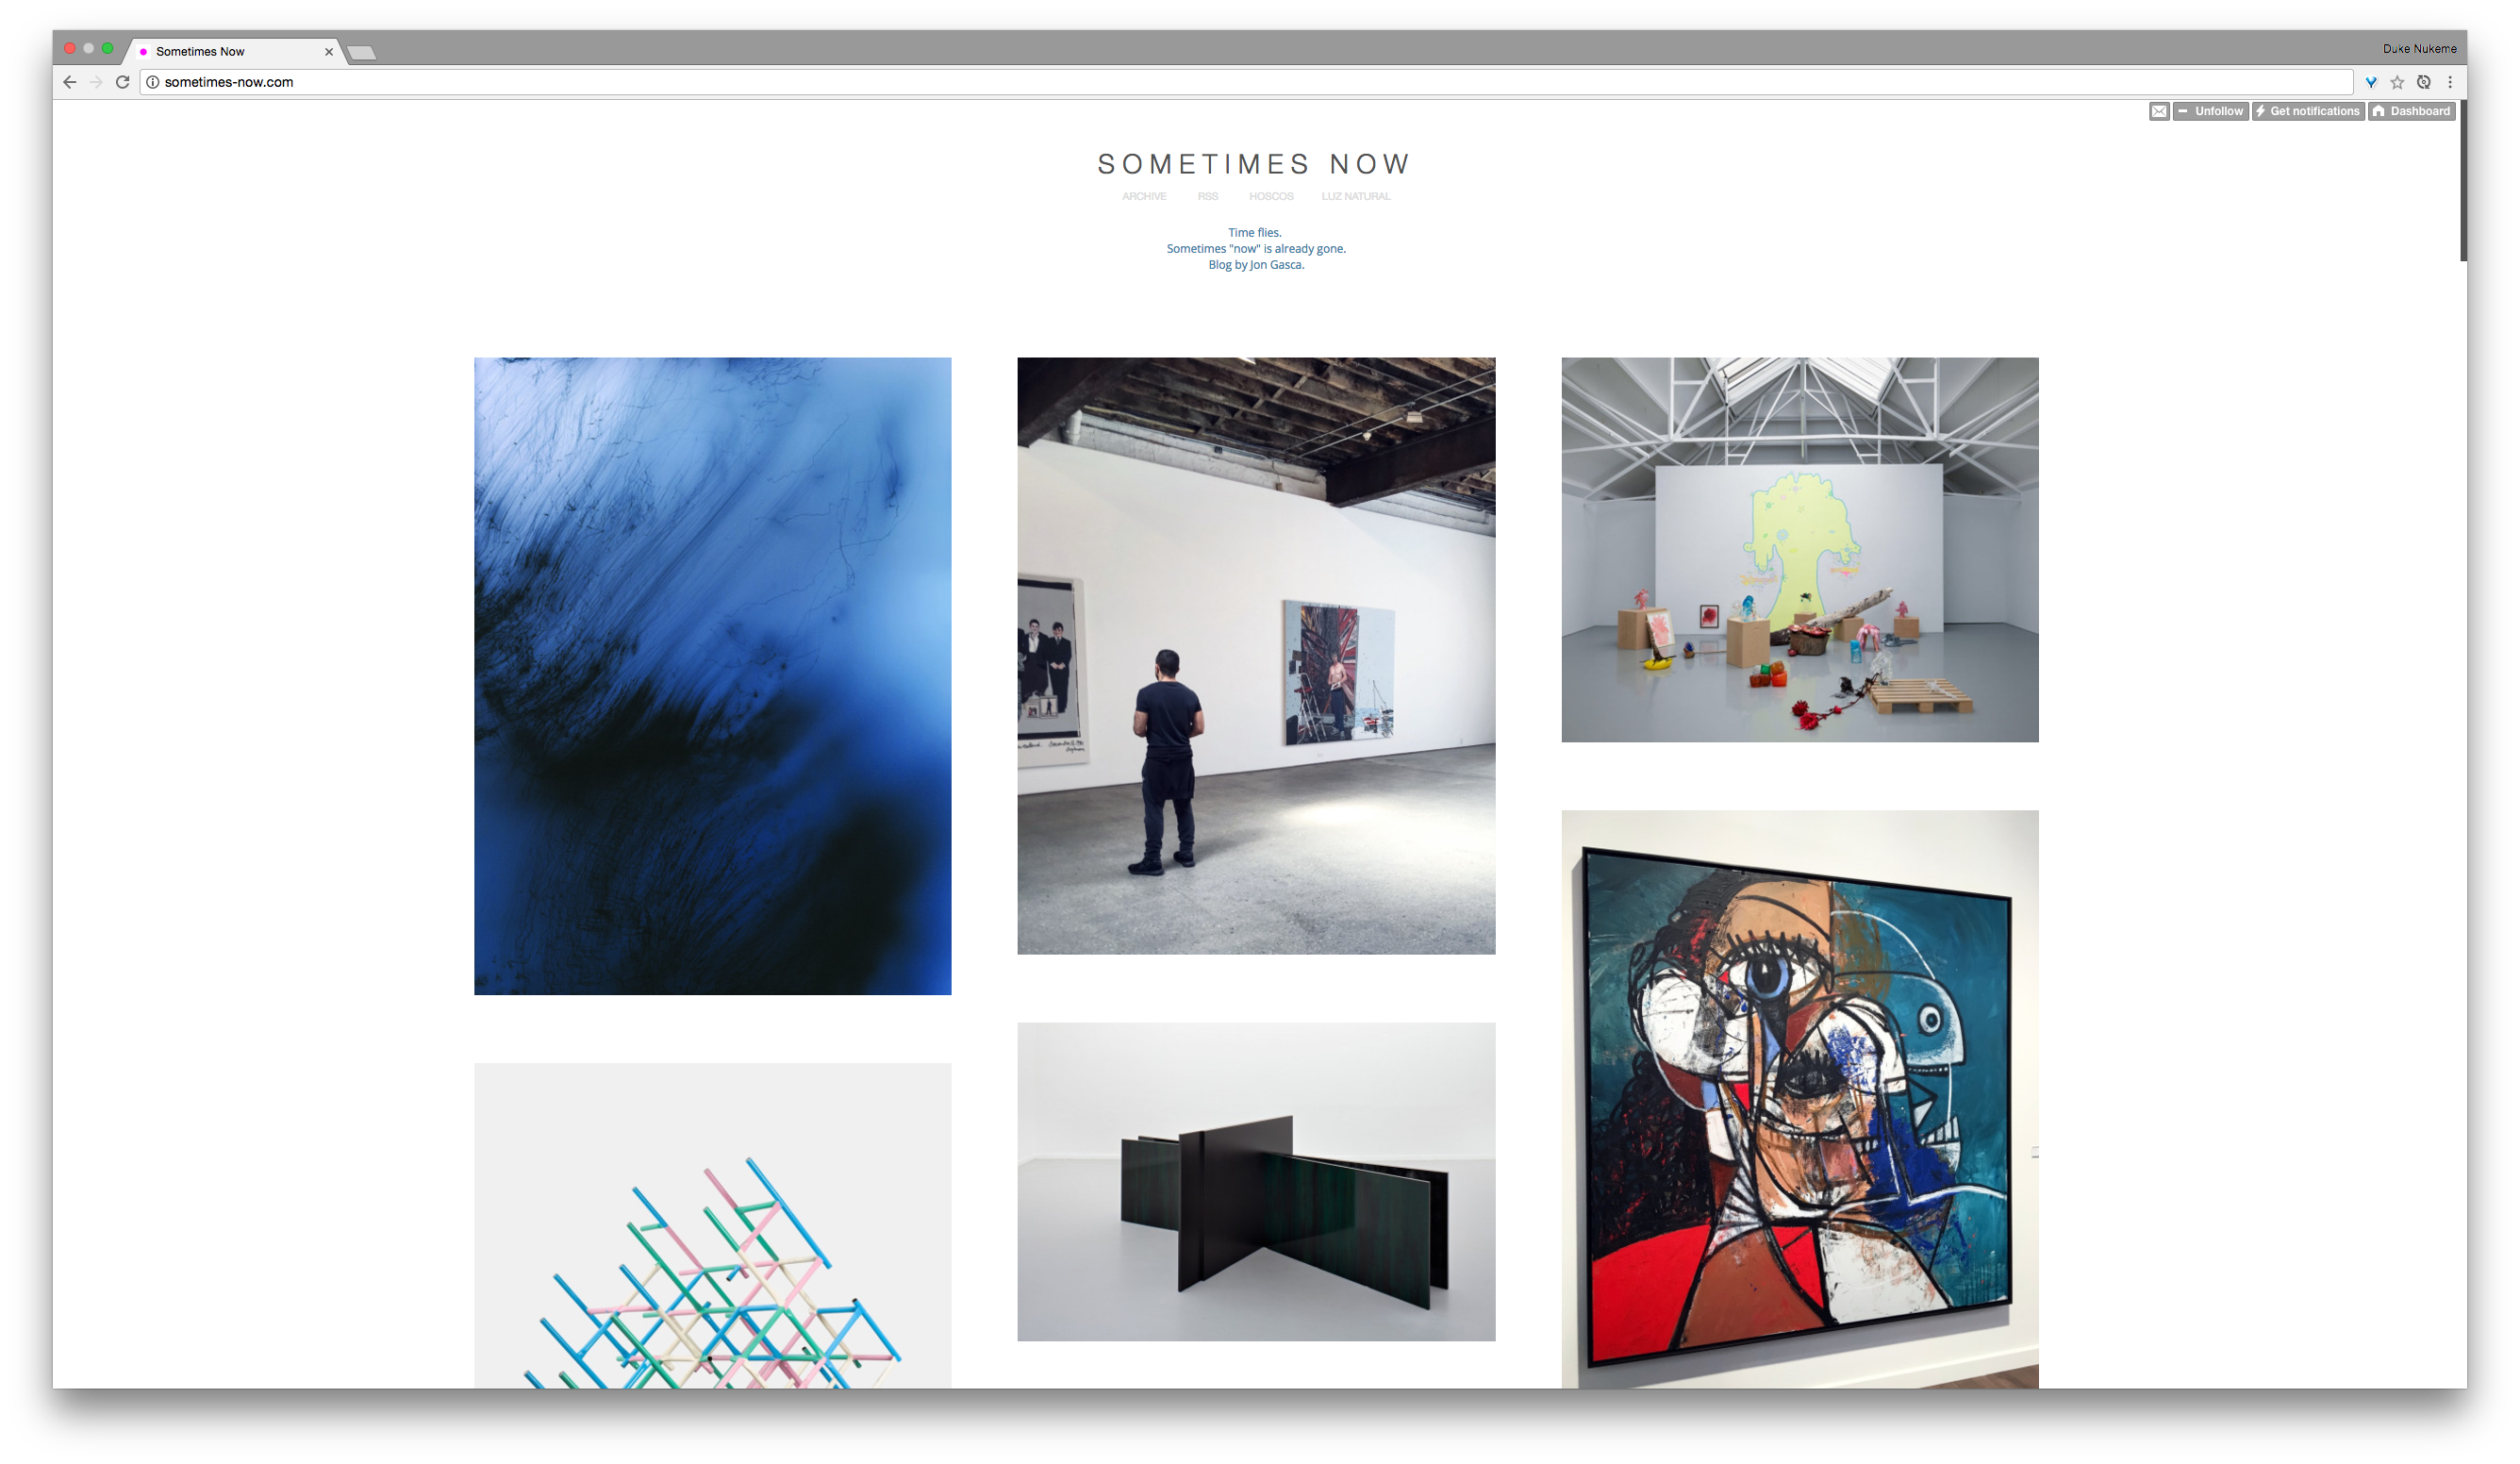 Sometimes Now
Duke Nukeme
sometimes-now.com
Unfollow
Get notifications
Dashboard
SOMETIMES NOW
ARCHIVE RSS HOSCOS LUZ NATURAL
Time flies.
Sometimes "now" is already gone.
Blog by Jon Gasca.